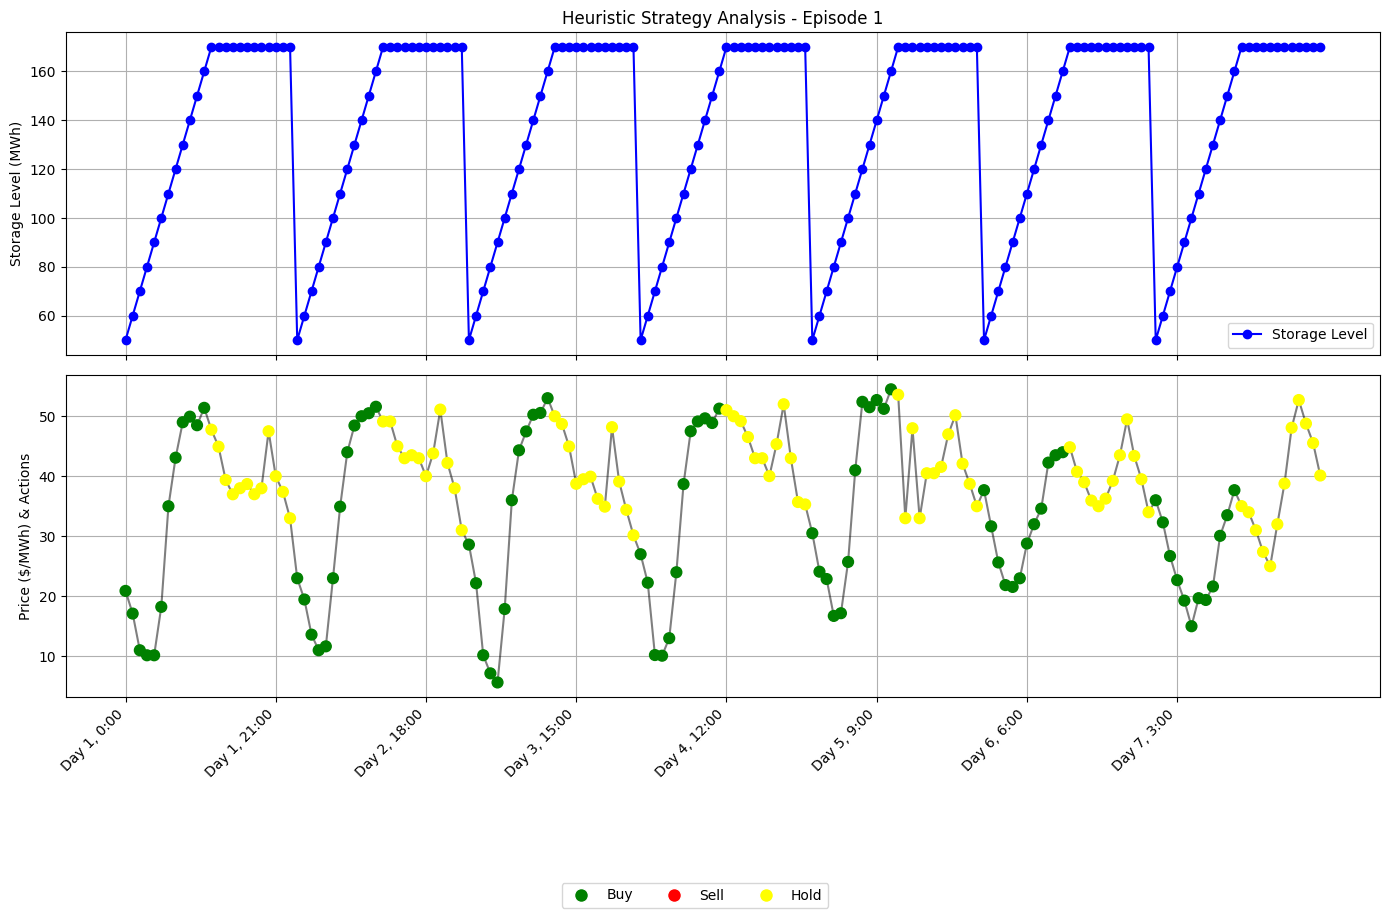 Heuristic Strategy Analysis - Episode 1
Storage Level (MWh)
160
140
120
100
80
60
Storage Level
Price ($/MWh) & Actions
50
40
30
20
10
Day 1, 0:00
Day 1, 21:00
Day 2, 18:00
Day 3, 15:00
Day 4, 12:00
Day 5, 9:00
Day 6, 6:00
Day 7, 3:00
Buy Sell Hold